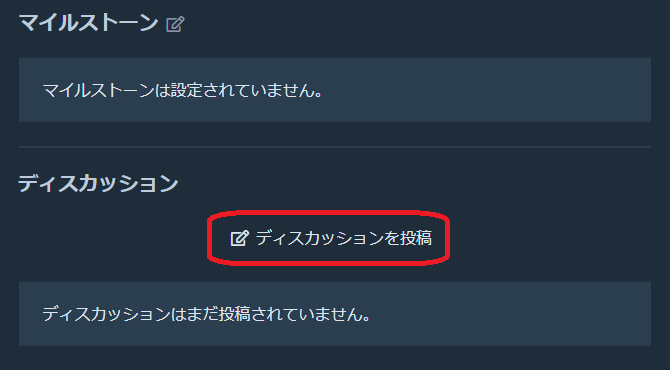 マイルストーン
マイルストーンは設定されていません。
ディスカッション
ディスカッションを投稿
ディスカッションはまだ投稿されていません。